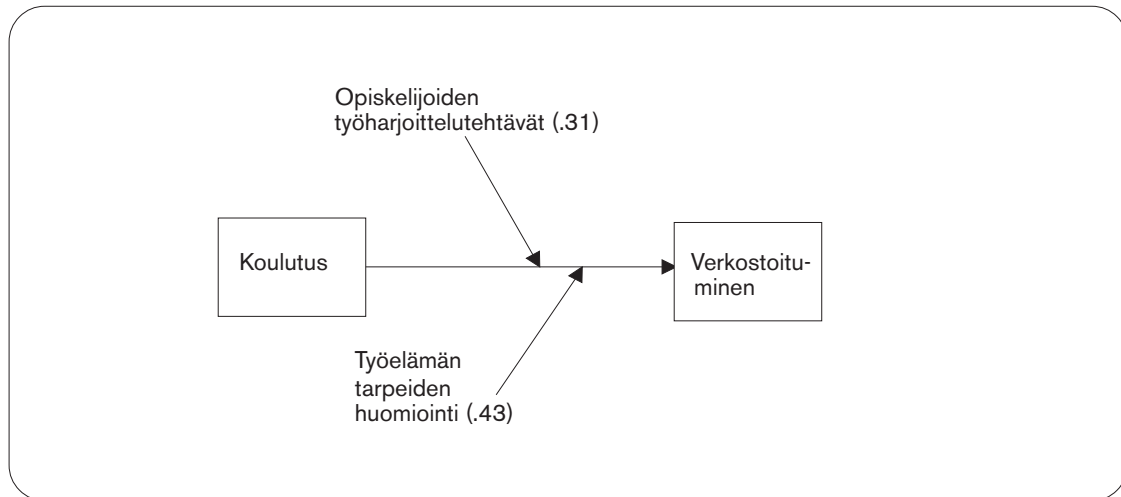 Opiskelijoiden
työharjoittelutehtävät (.31)
Koulutus
Verkostoitu-
minen
Työelämän
tarpeiden
huomiointi (.43)